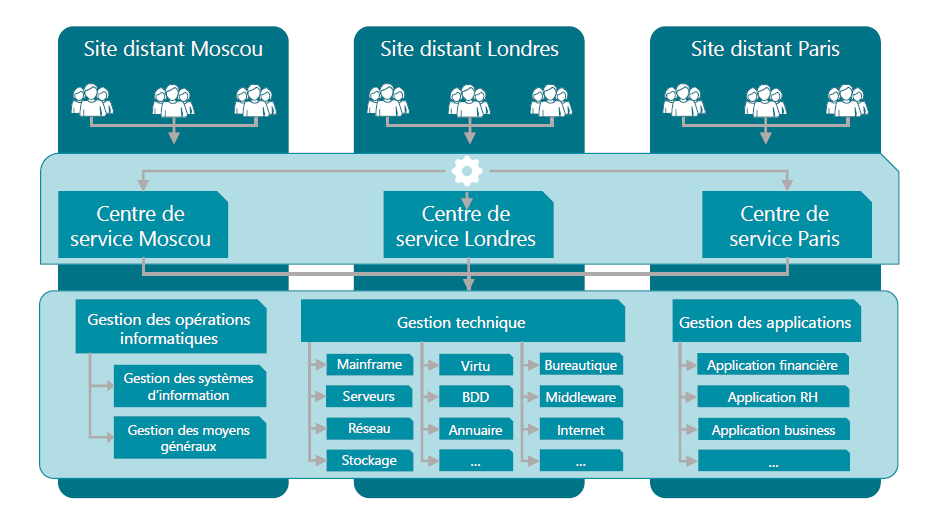 Site distant Moscou
Site distant Londres
Site distant Paris
Centre de
service Moscou
Centre de
service Londres
Centre de
service Paris
Gestion des opérations
informatiques
Gestion des systèmes
d'information
Gestion des moyens
généraux
Gestion technique
Mainframe
Serveurs
Réseau
Stockage
Virtu
BDD
Annuaire
...
Bureautique
Middleware
Internet
...
Gestion des applications
Application financière
Application RH
Application business
...